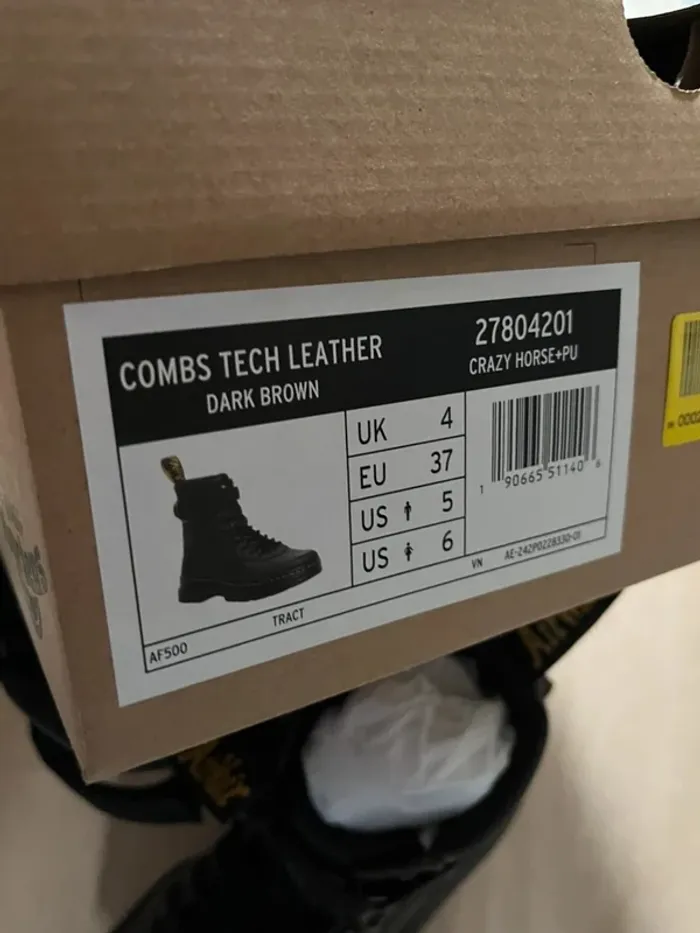 COMBS TECH LEATHER
DARK BROWN
27804201
CRAZY HORSE+PU
UK 4
EU 37
US 5
US 6
1 90665 51140 6
VN AE-242P0228330-01
TRACT
AF500